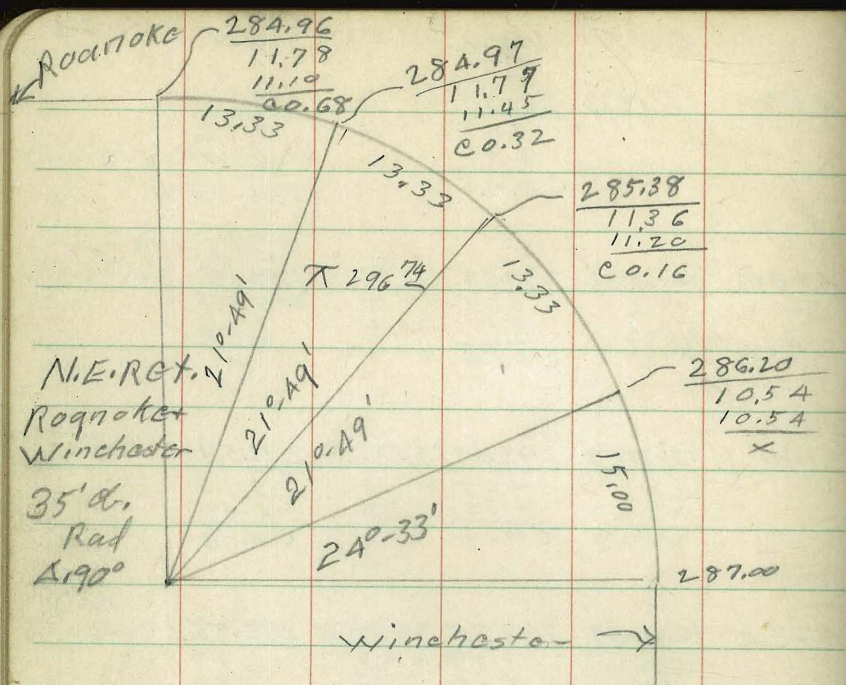 Roanoke
284.96
11.78
11.10
C0.68
284.97
11.77
11.45
C0.32
285.38
11.36
11.20
C0.16
286.20
10.54
10.54
x
287.00
13.33
13.33
13.33
15.00
π 296 74
21°-49'
21°-49'
21°-49'
24°-33'
N.E. Ret.
Roanoke +
Winchester
35'
Rad
Δ.90°
Winchester